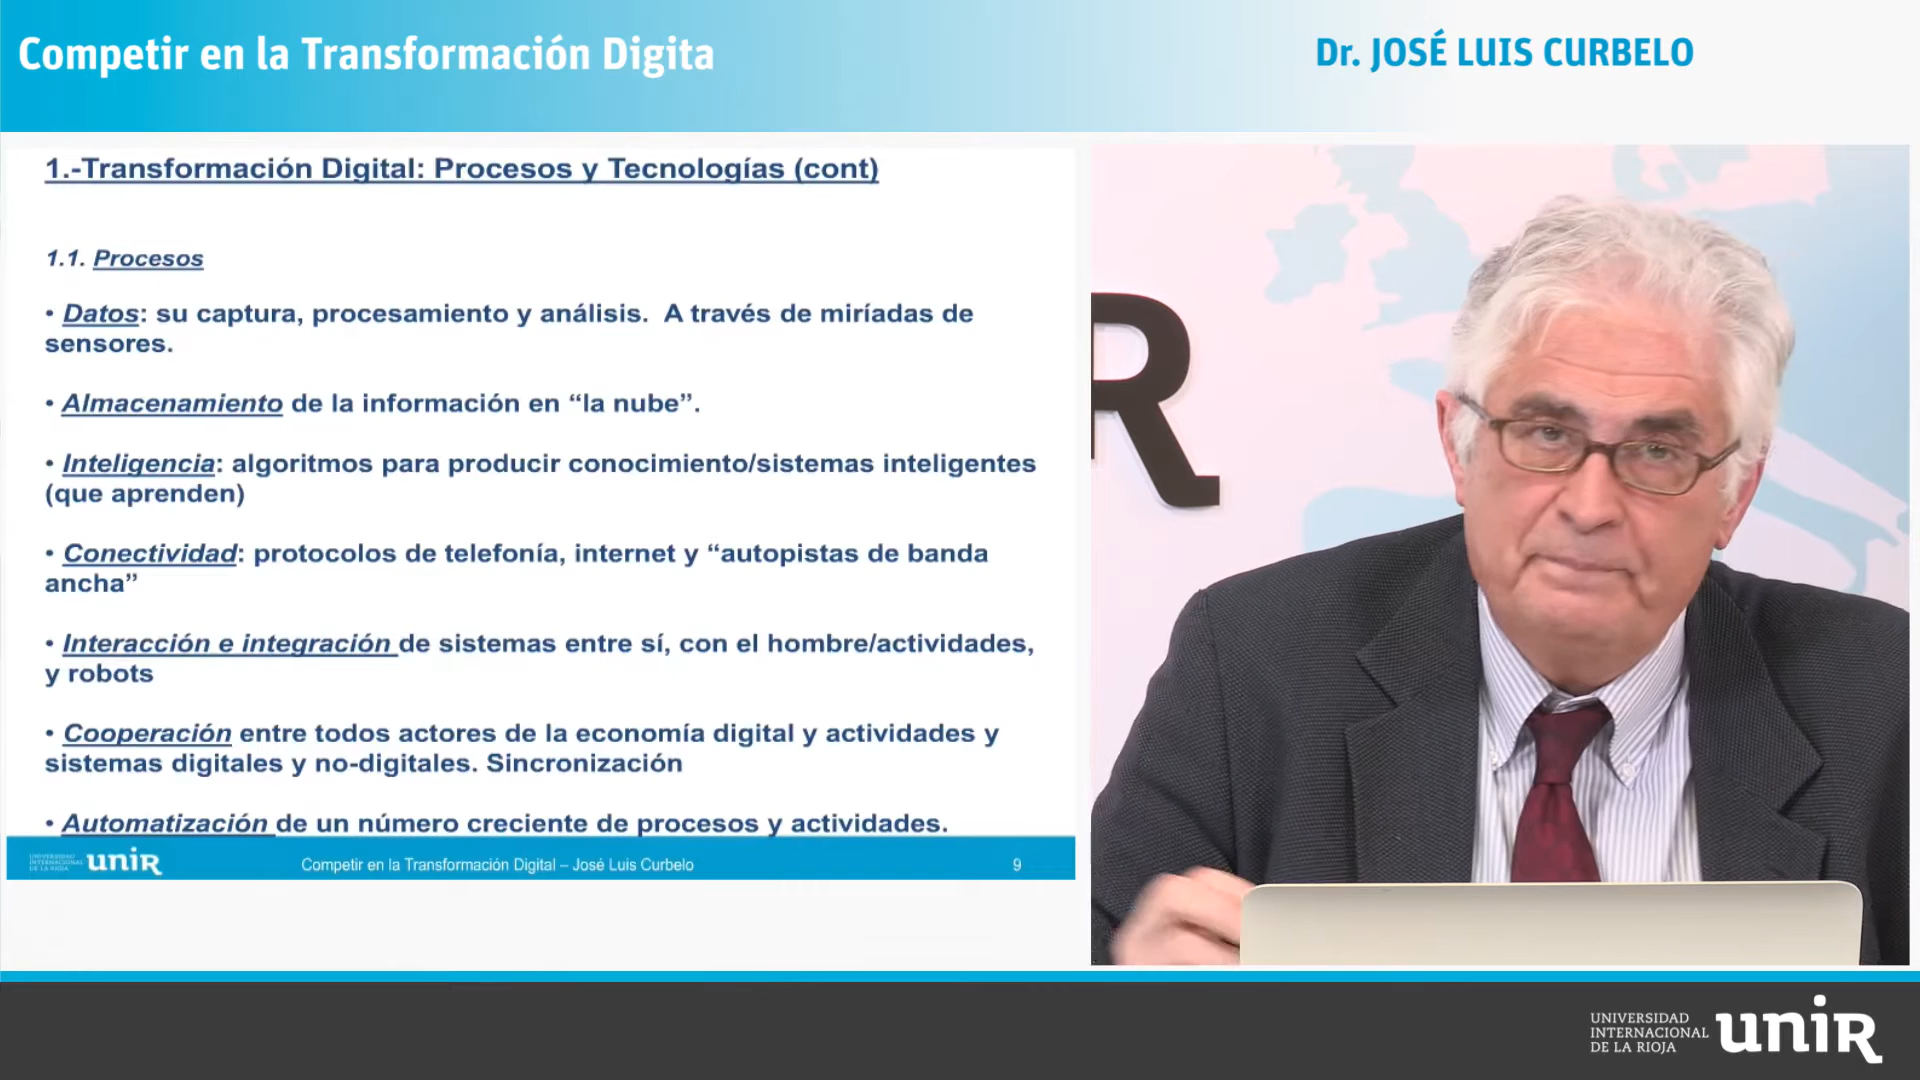 Competir en la Transformación Digita
Dr. JOSÉ LUIS CURBELO
1.-Transformación Digital: Procesos y Tecnologías (cont)
1.1. Procesos
• Datos: su captura, procesamiento y análisis.  A través de miríadas de
sensores.
• Almacenamiento de la información en “la nube”.
• Inteligencia: algoritmos para producir conocimiento/sistemas inteligentes
(que aprenden)
• Conectividad: protocolos de telefonía, internet y “autopistas de banda
ancha”
• Interacción e integración de sistemas entre sí, con el hombre/actividades,
y robots
• Cooperación entre todos actores de la economía digital y actividades y
sistemas digitales y no-digitales. Sincronización
• Automatización de un número creciente de procesos y actividades.
UNIVERSIDAD
INTERNACIONAL
DE LA RIOJA
uniR
Competir en la Transformación Digital – José Luis Curbelo
9
R
UNIVERSIDAD
INTERNACIONAL
DE LA RIOJA
uniR